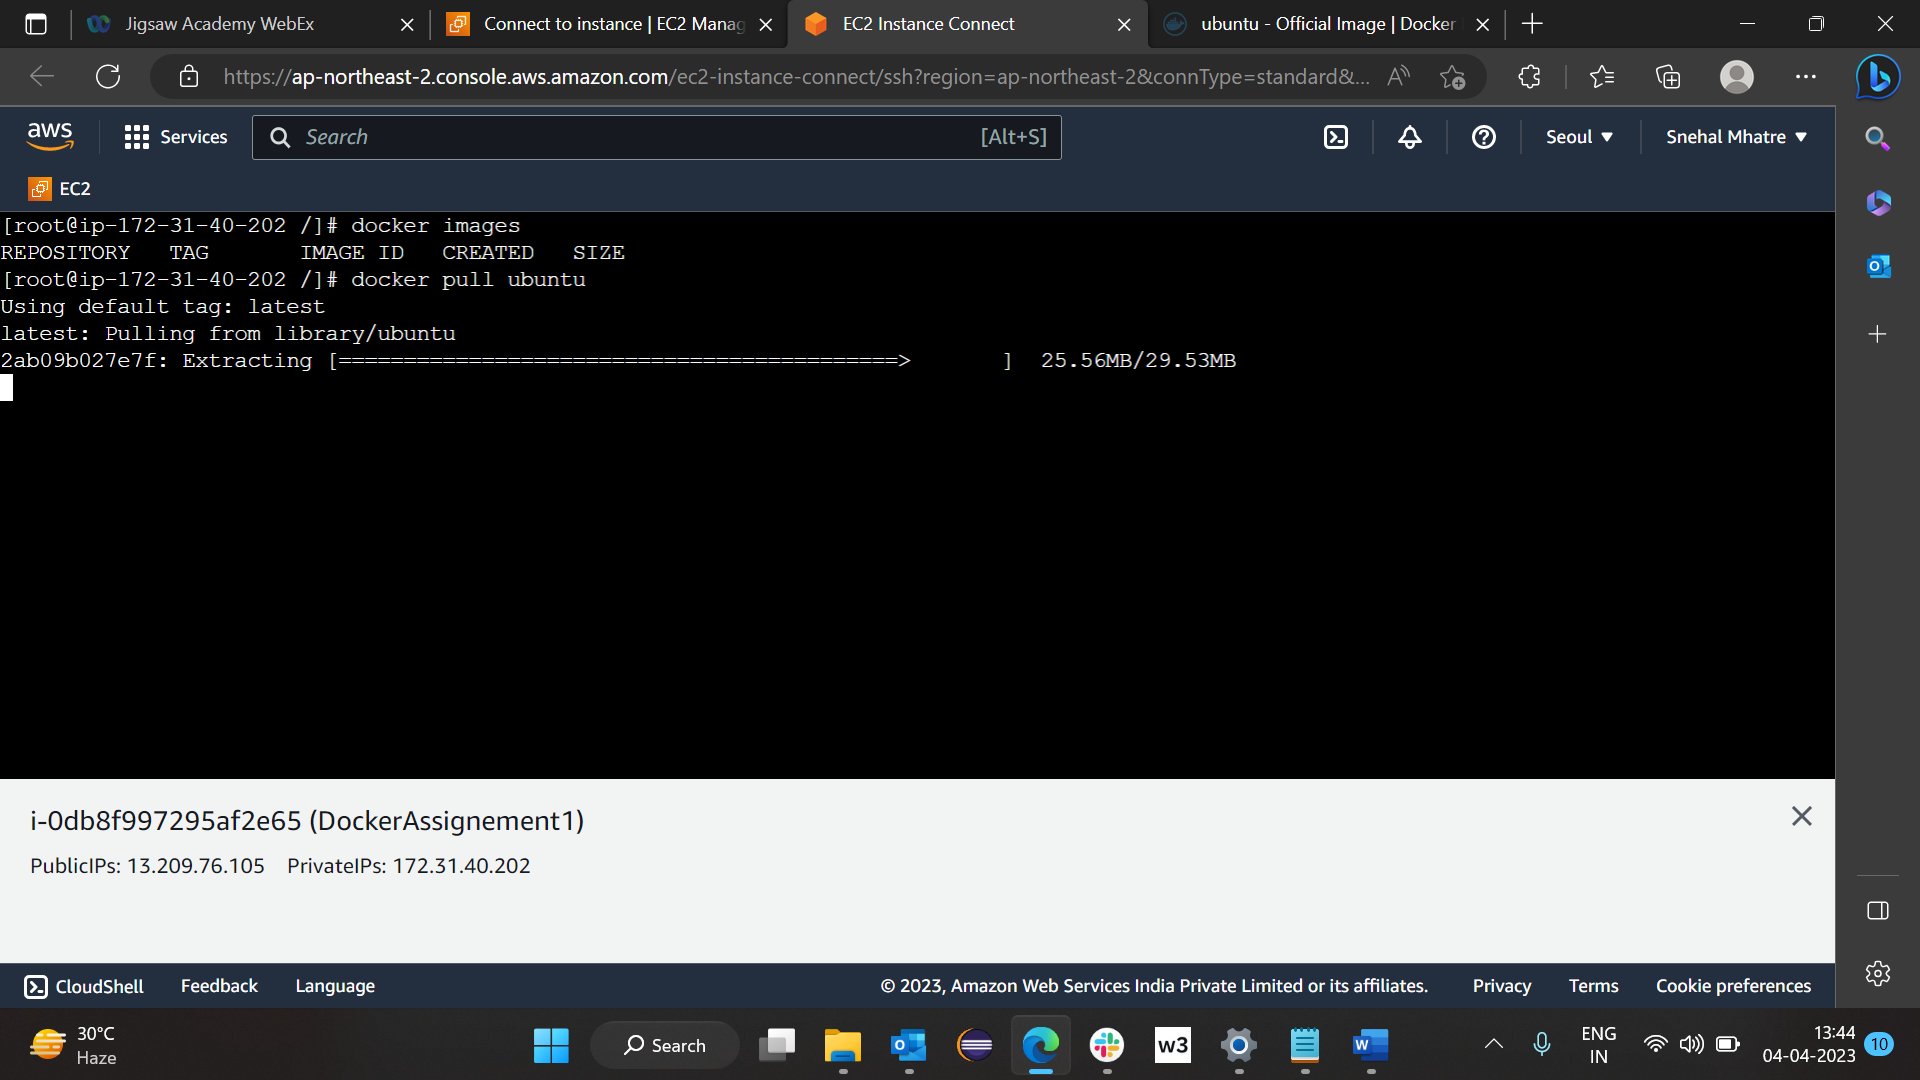 Jigsaw Academy WebEx
Connect to instance | EC2 Manag
EC2 Instance Connect
ubuntu - Official Image | Docker
https://ap-northeast-2.console.aws.amazon.com/ec2-instance-connect/ssh?region=ap-northeast-2&connType=standard&...
aws
Services
Search
[Alt+S]
Seoul
Snehal Mhatre
EC2
[root@ip-172-31-40-202 /]# docker images
REPOSITORY   TAG       IMAGE ID   CREATED   SIZE
[root@ip-172-31-40-202 /]# docker pull ubuntu
Using default tag: latest
latest: Pulling from library/ubuntu
2ab09b027e7f: Extracting [===========================================>       ]  25.56MB/29.53MB
i-0db8f997295af2e65 (DockerAssignement1)
PublicIPs: 13.209.76.105 PrivateIPs: 172.31.40.202
CloudShell
Feedback
Language
© 2023, Amazon Web Services India Private Limited or its affiliates.
Privacy
Terms
Cookie preferences
30°C
Haze
Search
w3
ENG
IN
13:44
04-04-2023
10